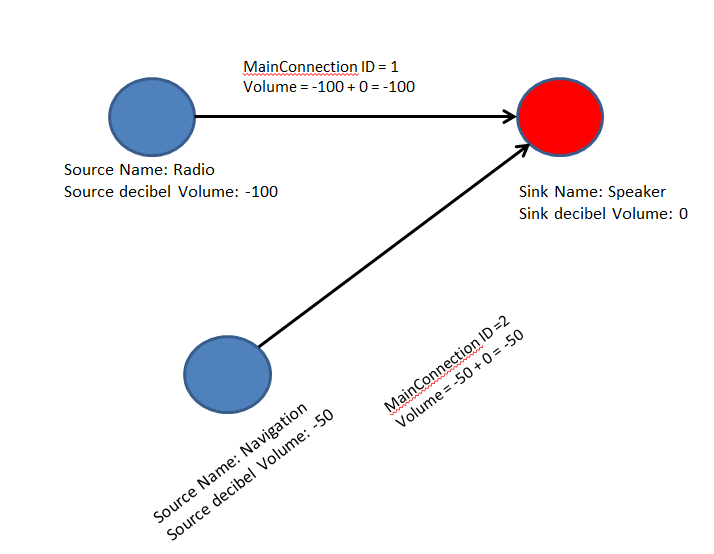 MainConnection ID = 1
Volume = -100 + 0 = -100
Source Name: Radio
Source decibel Volume: -100
Sink Name: Speaker
Sink decibel Volume: 0
MainConnection ID =2
Volume = -50 + 0 = -50
Source Name: Navigation
Source decibel Volume: -50